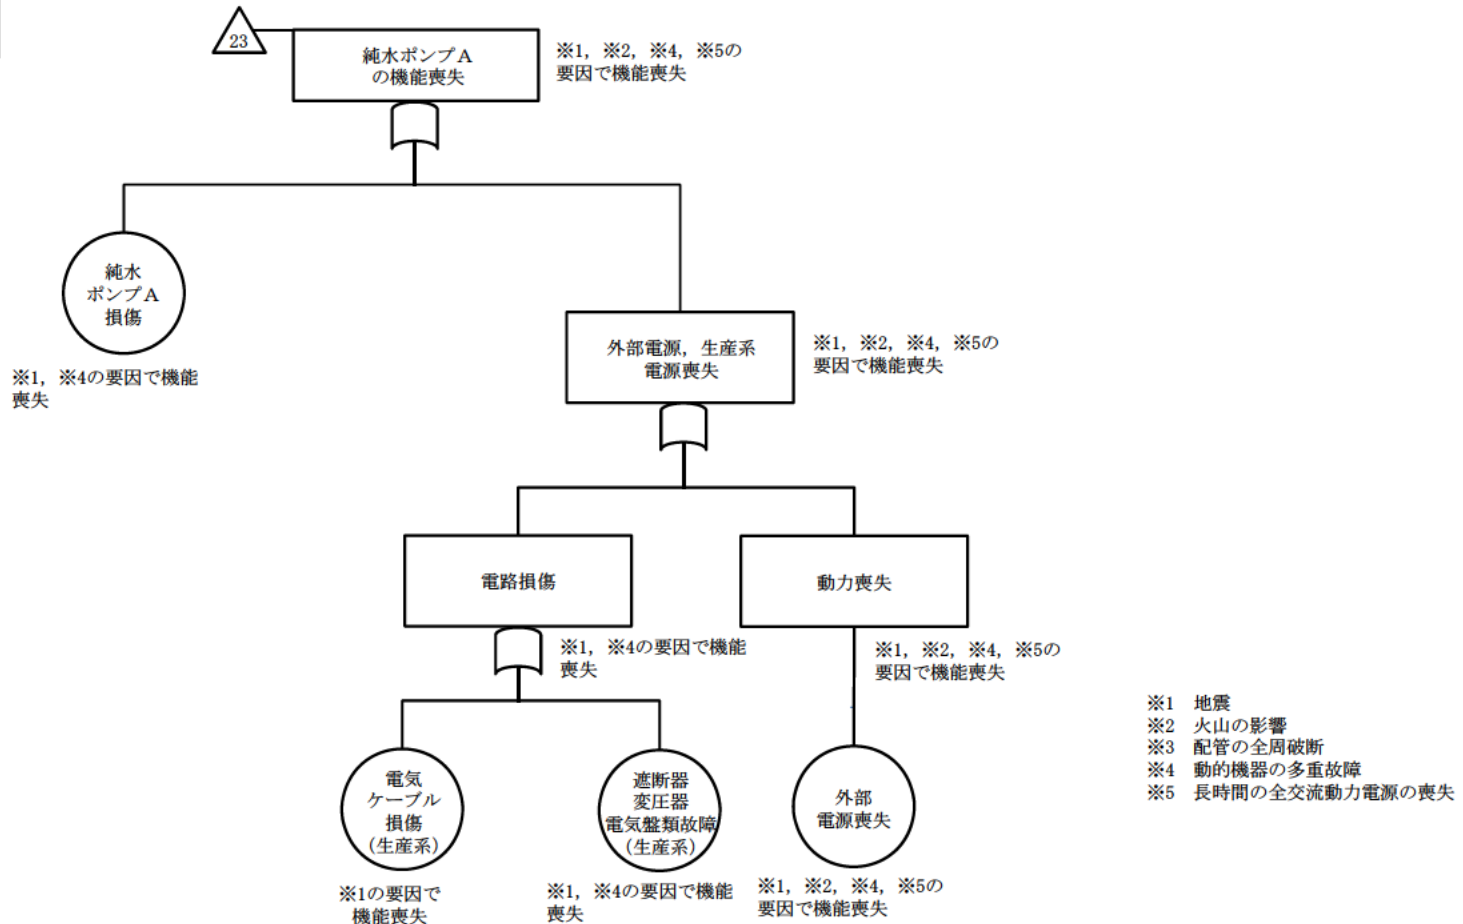 23
純水ポンプA
の機能喪失
※1，※2，※4，※5の
要因で機能喪失
純水
ポンプA
損傷
※1，※4の要因で機能
喪失
外部電源，生産系
電源喪失
※1，※2，※4，※5の
要因で機能喪失
電路損傷
※1，※4の要因で機能
喪失
動力喪失
※1，※2，※4，※5の
要因で機能喪失
電気
ケーブル
損傷
（生産系）
※1の要因で
機能喪失
遮断器
変圧器
電気盤類故障
（生産系）
※1，※4の要因で機能
喪失
外部
電源喪失
※1，※2，※4，※5の
要因で機能喪失
※1　地震
※2　火山の影響
※3　配管の全周破断
※4　動的機器の多重故障
※5　長時間の全交流動力電源の喪失